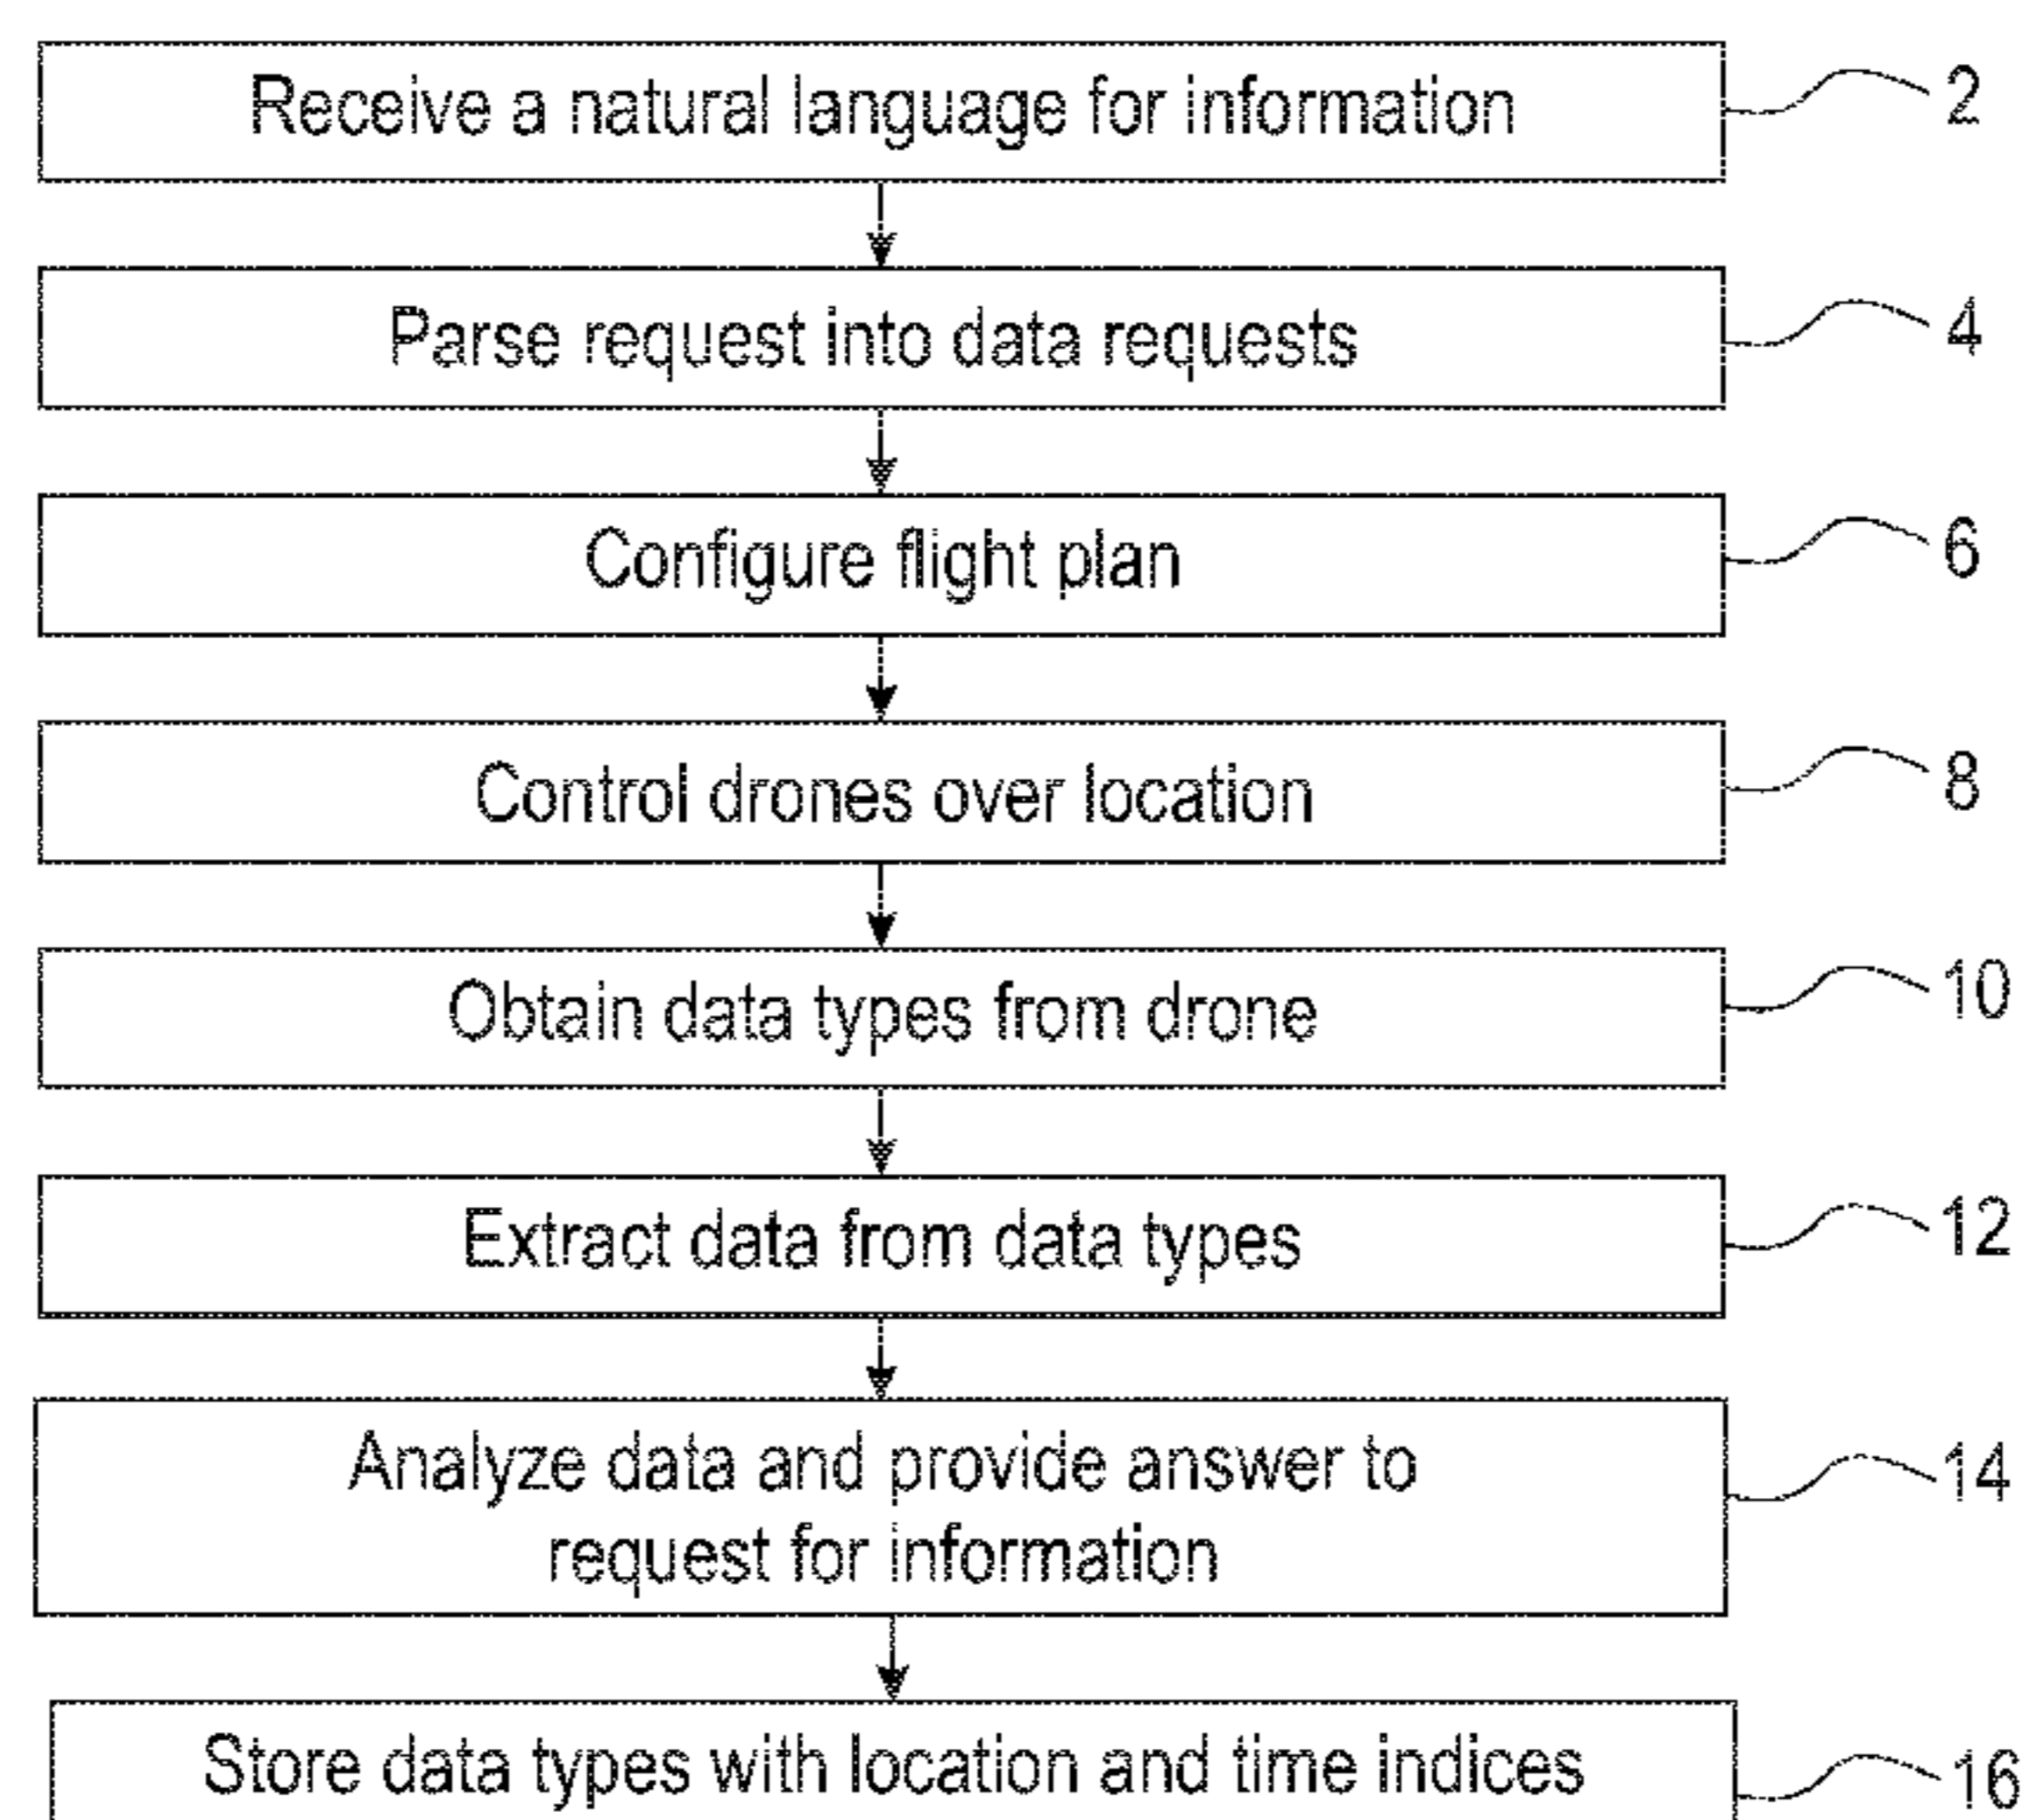 Receive a natural language for information 2
Parse request into data requests 4
Configure flight plan 6
Control drones over location 8
Obtain data types from drone 10
Extract data from data types 12
Analyze data and provide answer to
request for information 14
Store data types with location and time indices 16